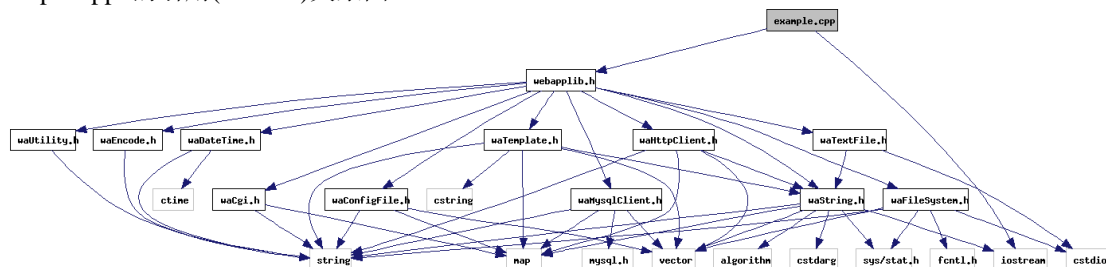 example.cpp
webapplib.h
waUtility.h
waEncode.h
waDateTime.h
waTemplate.h
waHttpClient.h
waTextFile.h
ctime
waCgi.h
waConfigFile.h
cstring
waMysqlClient.h
waString.h
waFileSystem.h
string
map
mysql.h
vector
algorithm
cstdarg
sys/stat.h
fcntl.h
iostream
cstdio